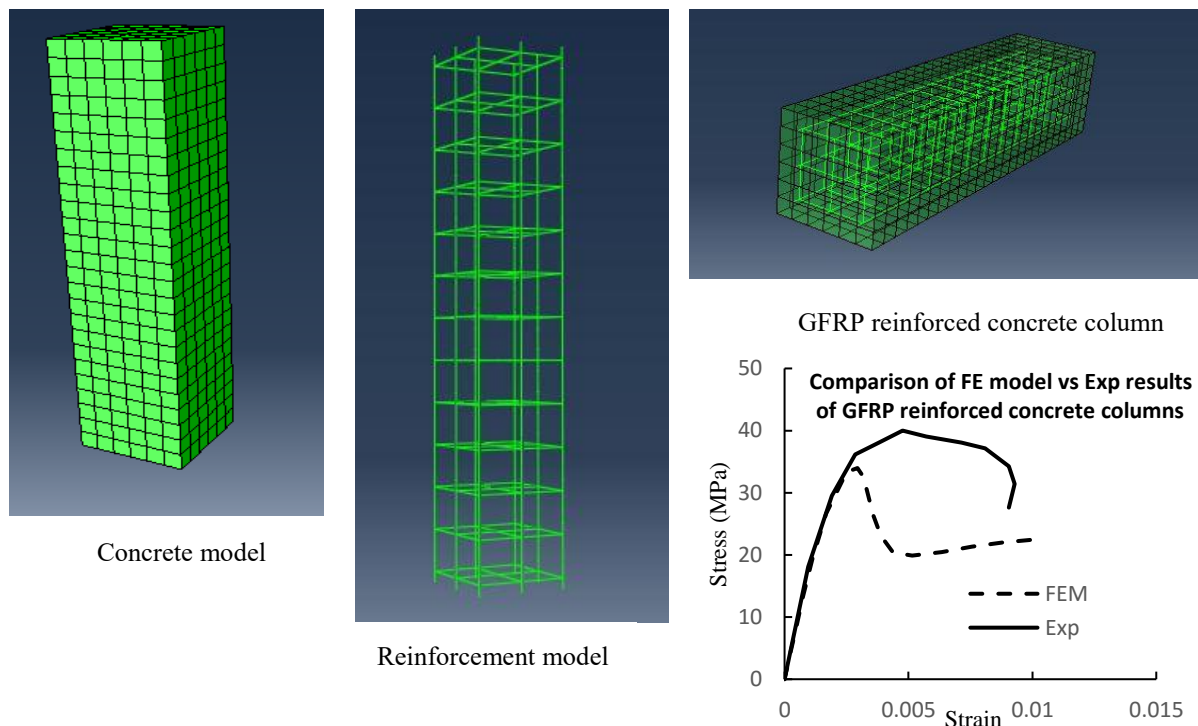 Concrete model
Reinforcement model
GFRP reinforced concrete column
Comparison of FE model vs Exp results
of GFRP reinforced concrete columns
Stress (MPa)
50
40
30
20
10
0
FEM
Exp
0 0.005 0.01 0.015
Strain